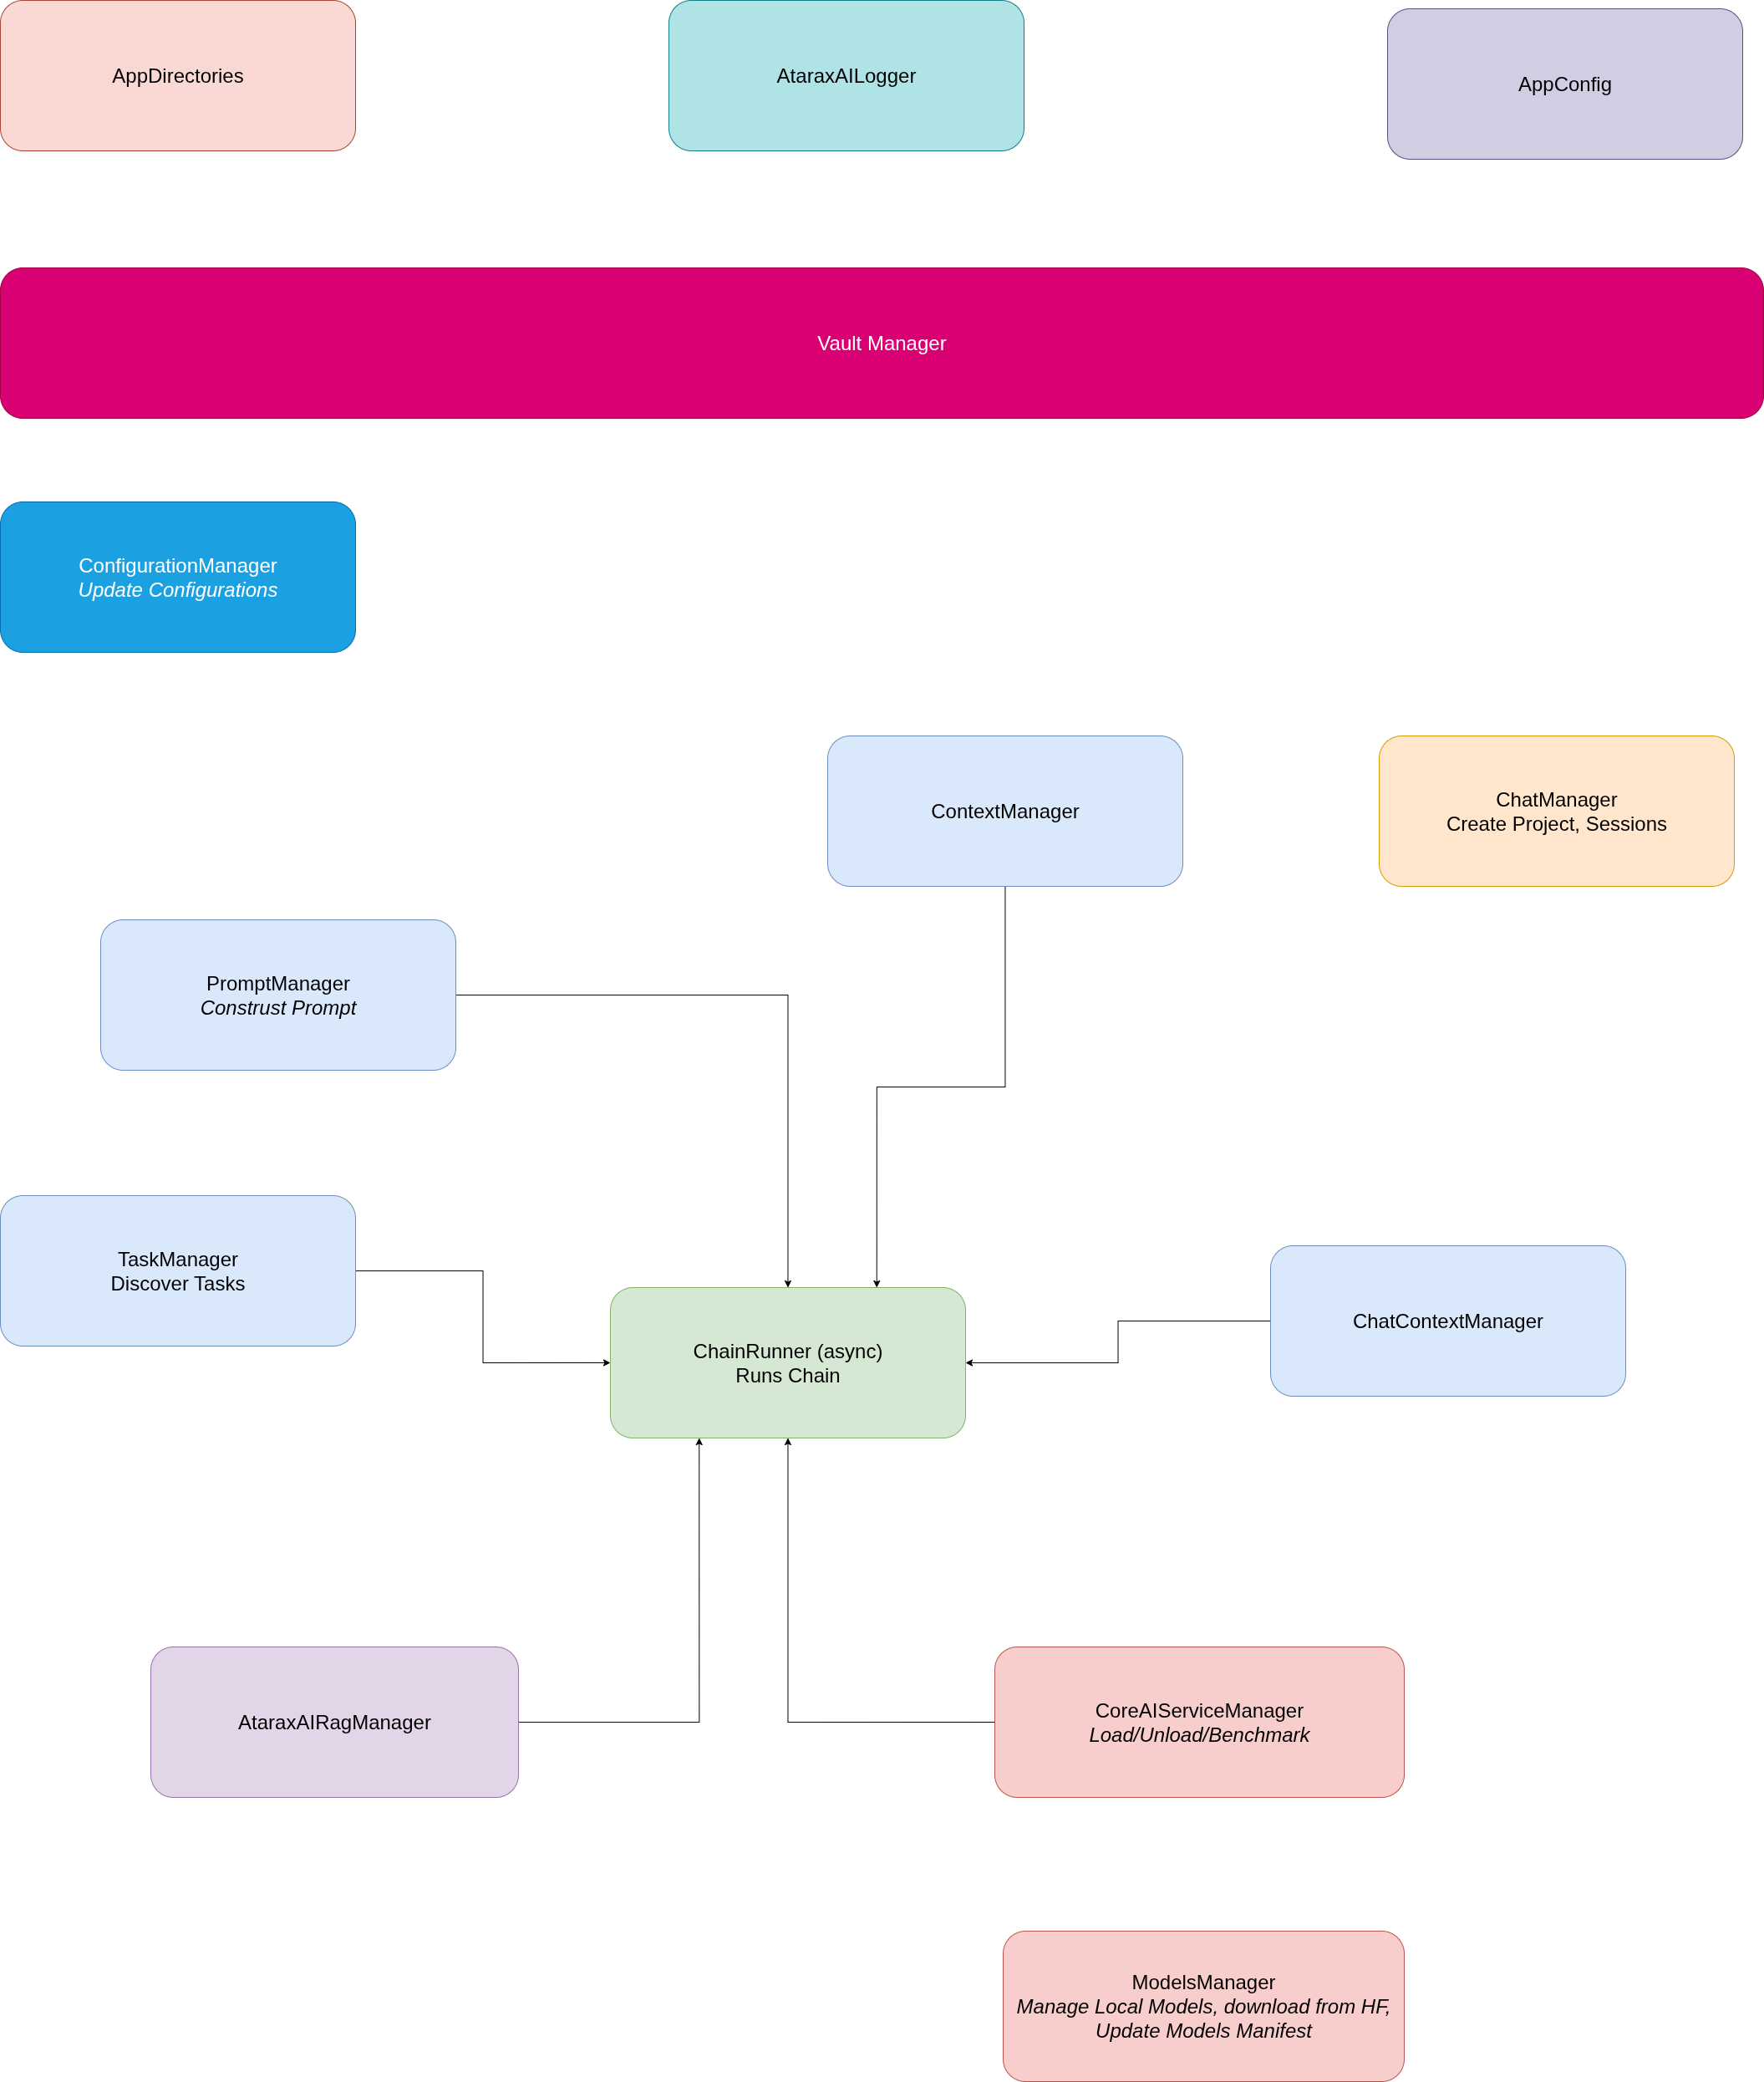 AppDirectories
AtaraxAILogger
AppConfig
Vault Manager
ConfigurationManager
Update Configurations
ContextManager
ChatManager
Create Project, Sessions
PromptManager
Construst Prompt
TaskManager
Discover Tasks
ChainRunner (async)
Runs Chain
ChatContextManager
AtaraxAIRagManager
CoreAIServiceManager
Load/Unload/Benchmark
ModelsManager
Manage Local Models, download from HF,
Update Models Manifest